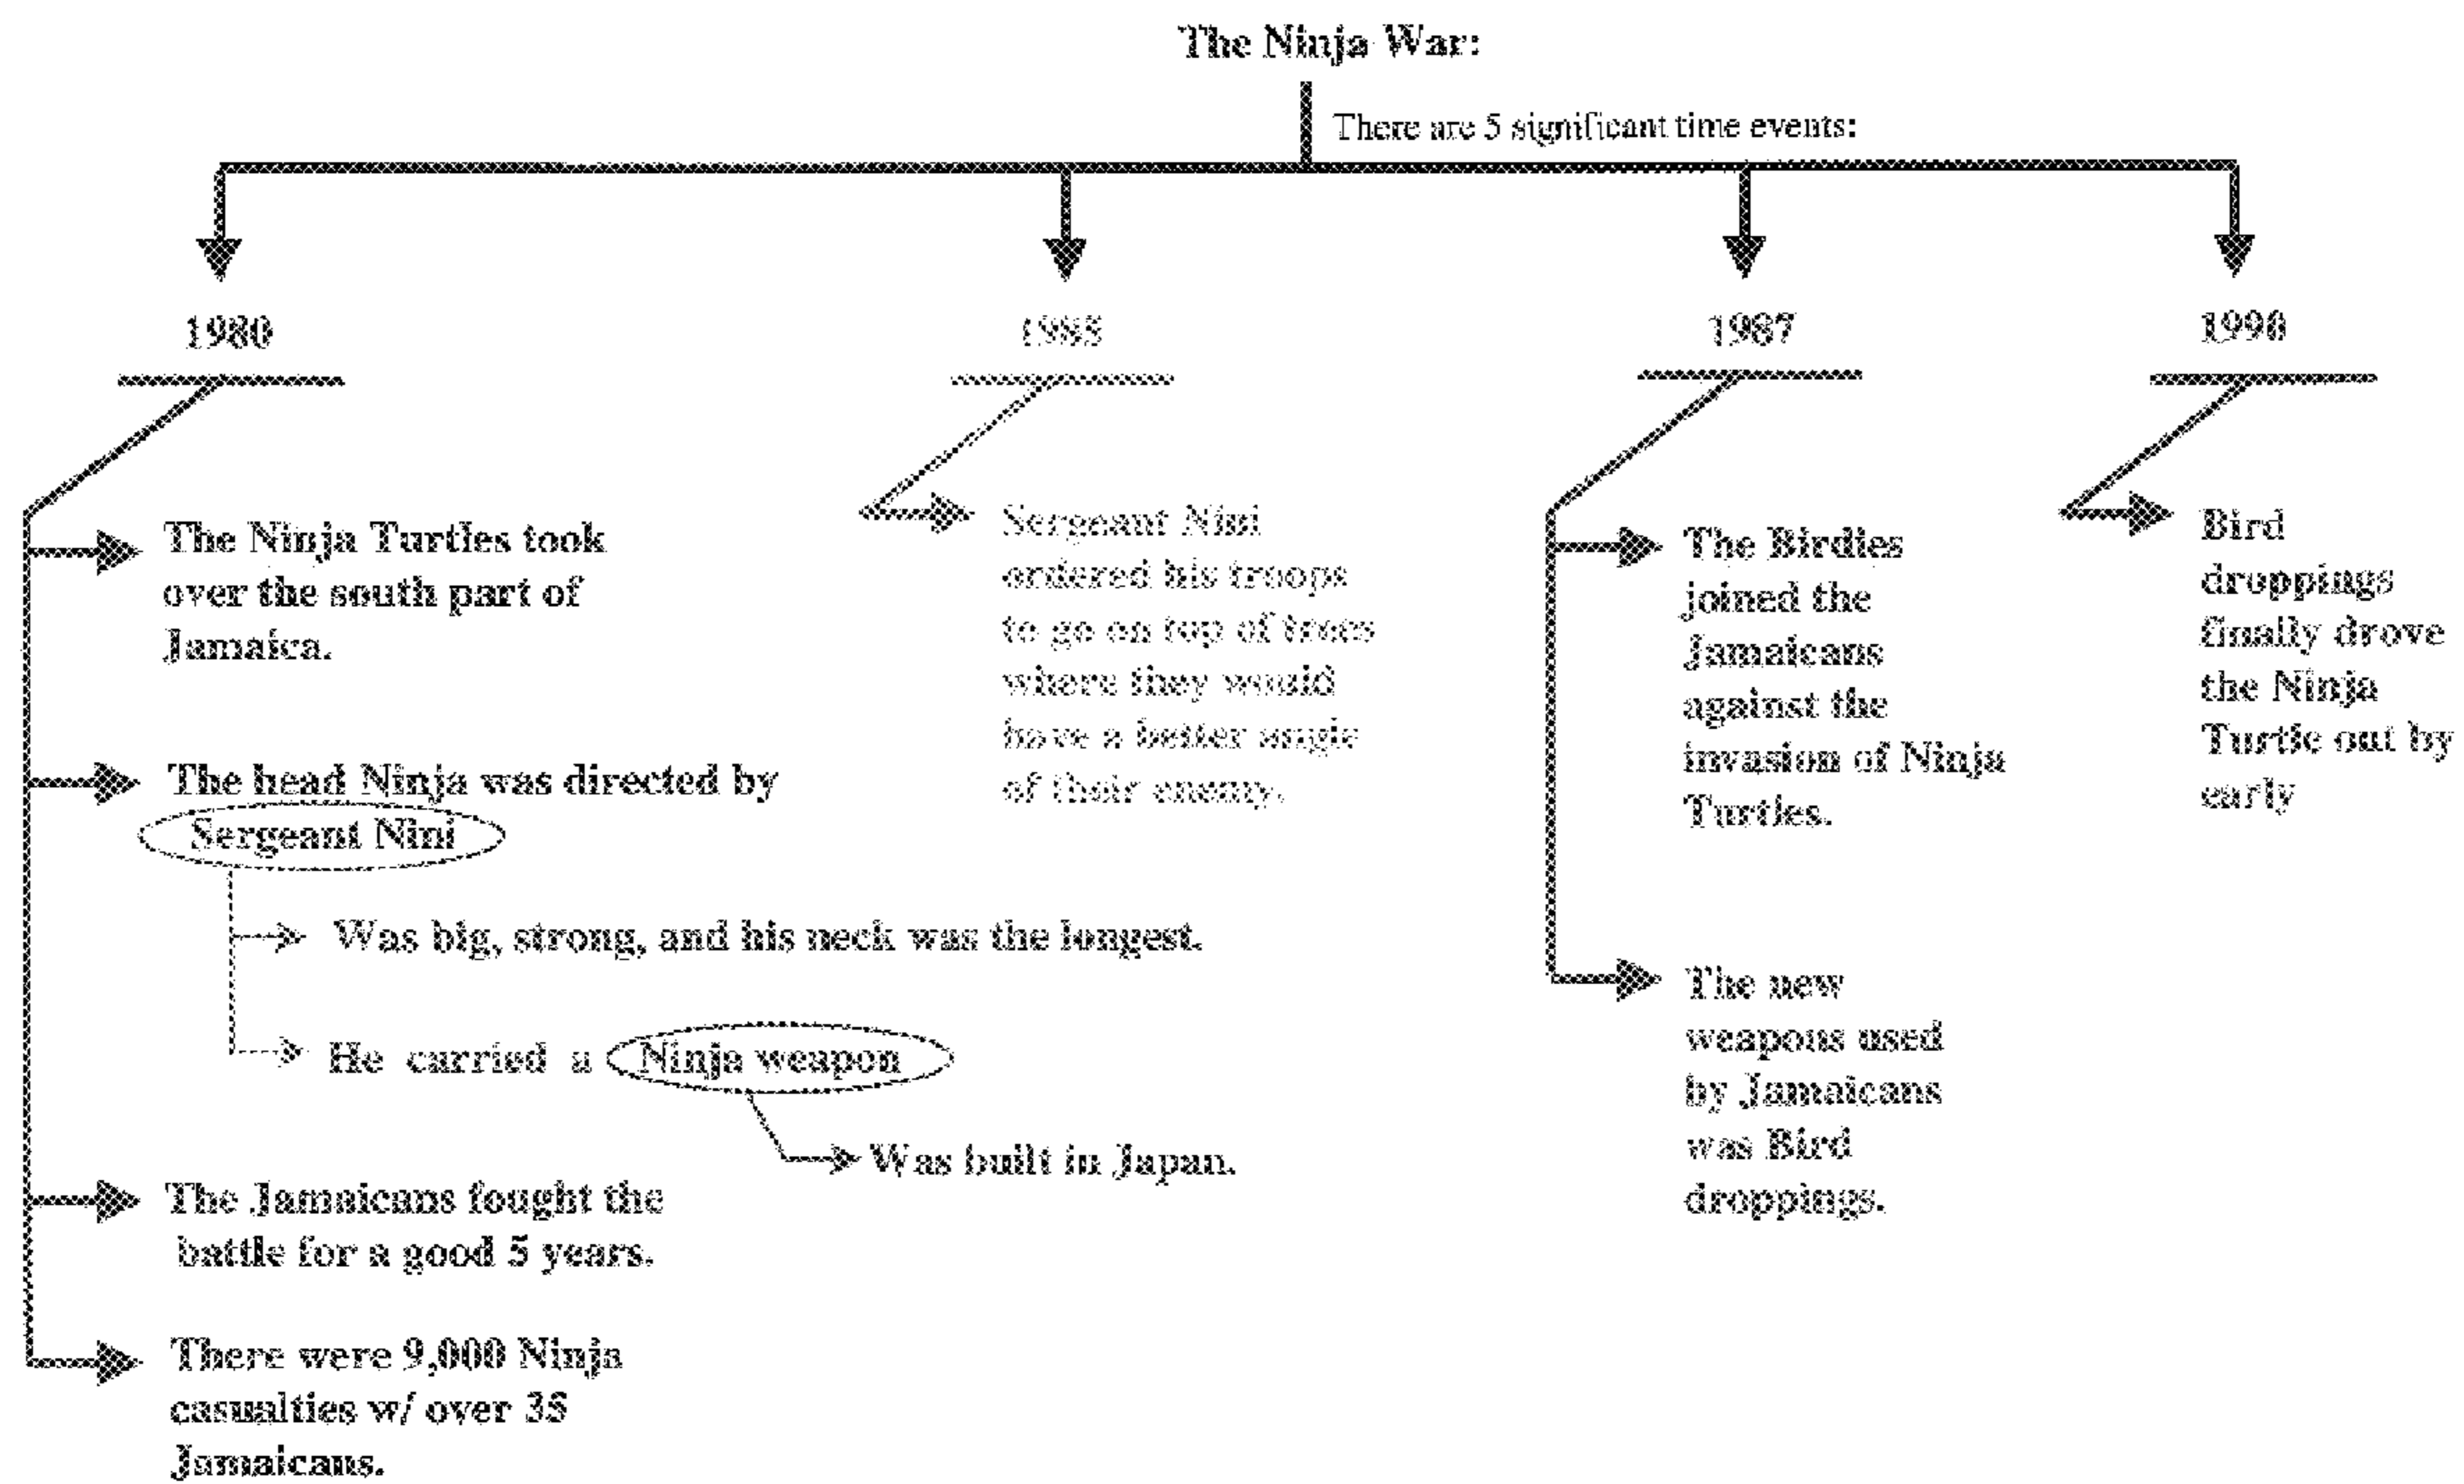 The Ninja War:
There are 5 significant time events:
1980
1985
1987
1990
The Ninja Turtles took
over the south part of
Jamaica.
The head Ninja was directed by
Sergeant Nini
Was big, strong, and his neck was the longest.
He carried a Ninja weapon
Was built in Japan.
The Jamaicans fought the
battle for a good 5 years.
There were 9,000 Ninja
casualties w/ over 35
Jamaicans.
Sergeant Nini
ordered his troops
to go on top of trees
where they would
have a better angle
of their enemy.
The Birdies
joined the
Jamaicans
against the
invasion of Ninja
Turtles.
The new
weapons used
by Jamaicans
was Bird
droppings.
Bird
droppings
finally drove
the Ninja
Turtle out by
early